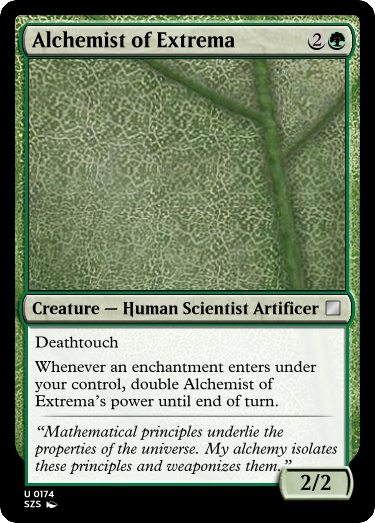 Alchemist of Extrema 2
Creature — Human Scientist Artificer
Deathtouch
Whenever an enchantment enters under
your control, double Alchemist of
Extrema's power until end of turn.
“Mathematical principles underlie the
properties of the universe. My alchemy isolates
these principles and weaponizes them.”
2/2
U 0174
SZS